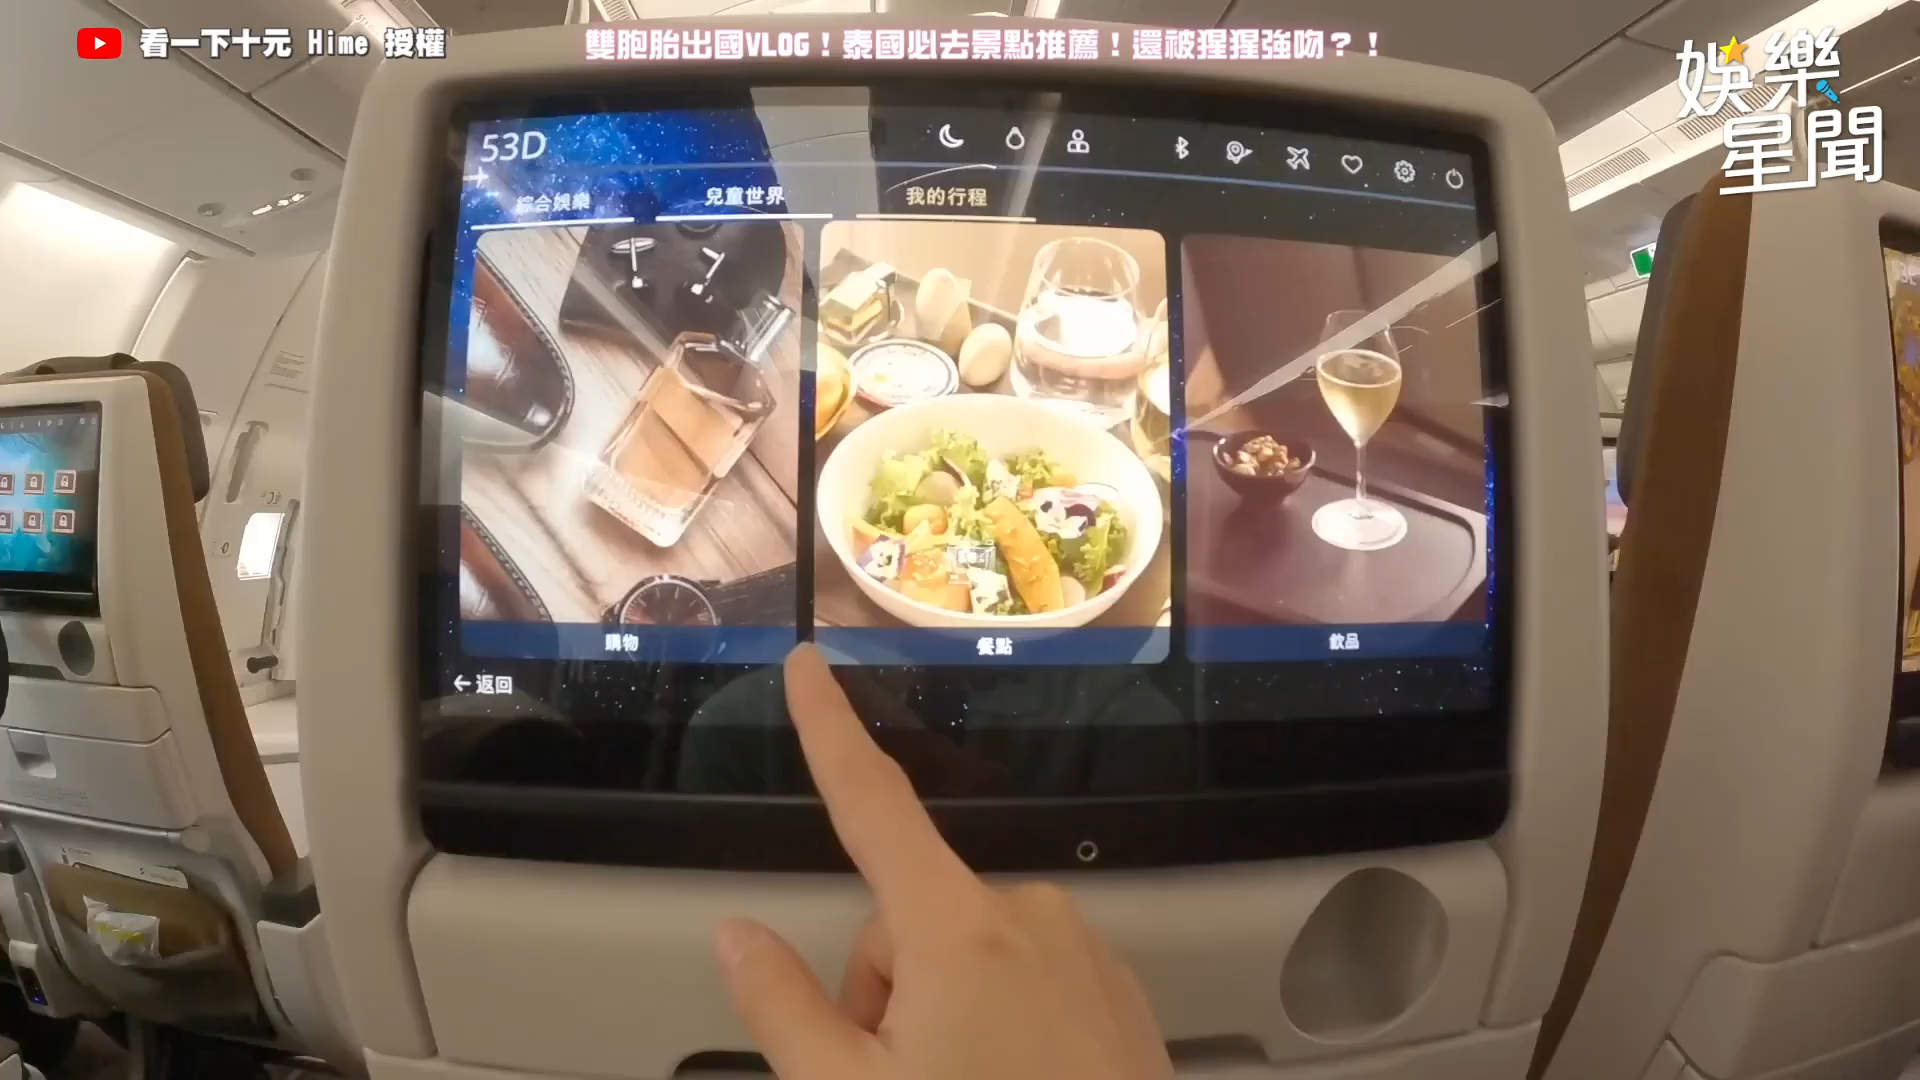 看一下十元 Hime 授權
雙胞胎出國VLOG！泰國必去景點推薦！還被猩猩強吻？！
娛樂星聞
53D
綜合娛樂
兒童世界
我的行程
購物
餐點
飲品
←返回